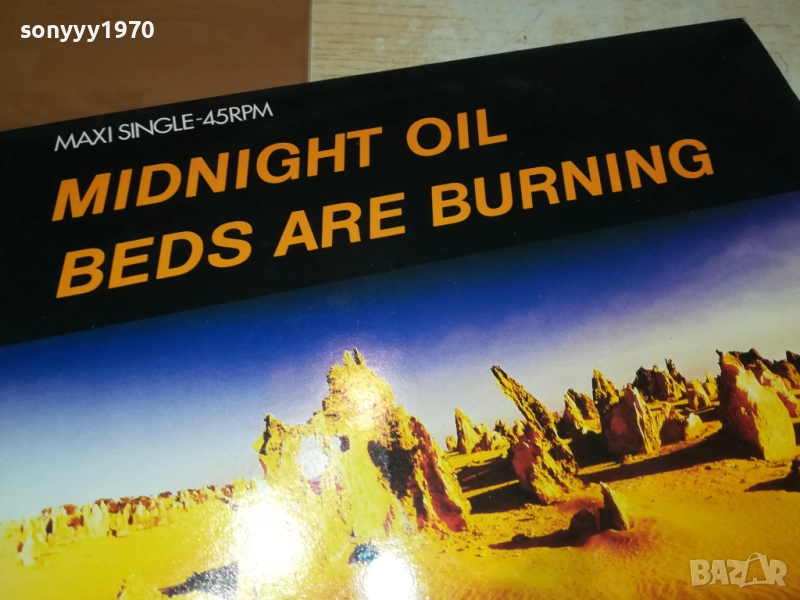 sonyyy1970
MAXI SINGLE-45RPM
MIDNIGHT OIL
BEDS ARE BURNING
BAZAR